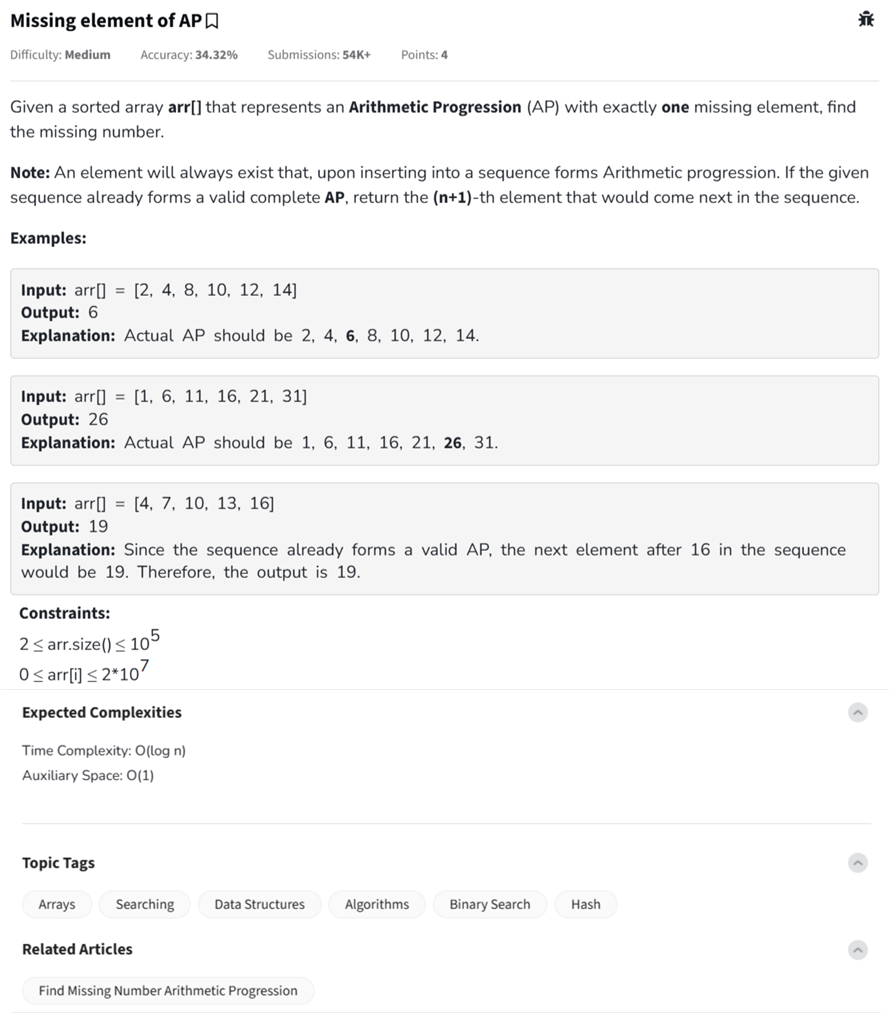 Missing element of AP
Difficulty: Medium Accuracy: 34.32% Submissions: 54K+ Points: 4
Given a sorted array arr[] that represents an Arithmetic Progression (AP) with exactly one missing element, find
the missing number.
Note: An element will always exist that, upon inserting into a sequence forms Arithmetic progression. If the given
sequence already forms a valid complete AP, return the (n+1)-th element that would come next in the sequence.
Examples:
Input: arr[] = [2, 4, 8, 10, 12, 14]
Output: 6
Explanation: Actual AP should be 2, 4, 6, 8, 10, 12, 14.
Input: arr[] = [1, 6, 11, 16, 21, 31]
Output: 26
Explanation: Actual AP should be 1, 6, 11, 16, 21, 26, 31.
Input: arr[] = [4, 7, 10, 13, 16]
Output: 19
Explanation: Since the sequence already forms a valid AP, the next element after 16 in the sequence
would be 19. Therefore, the output is 19.
Constraints:
2 ≤ arr.size() ≤ 10^5
0 ≤ arr[i] ≤ 2*10^7
Expected Complexities
Time Complexity: O(log n)
Auxiliary Space: O(1)
Topic Tags
Arrays Searching Data Structures Algorithms Binary Search Hash
Related Articles
Find Missing Number Arithmetic Progression